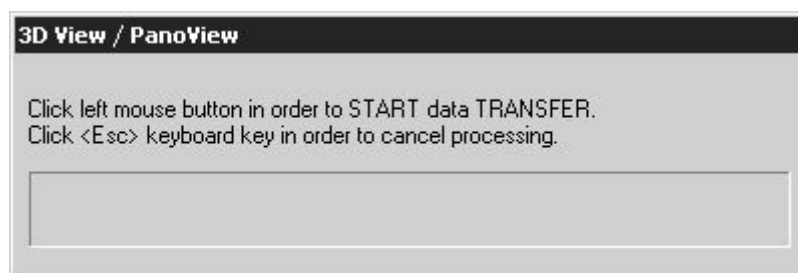 3D View / PanoView
Click left mouse button in order to START data TRANSFER.
Click <Esc> keyboard key in order to cancel processing.